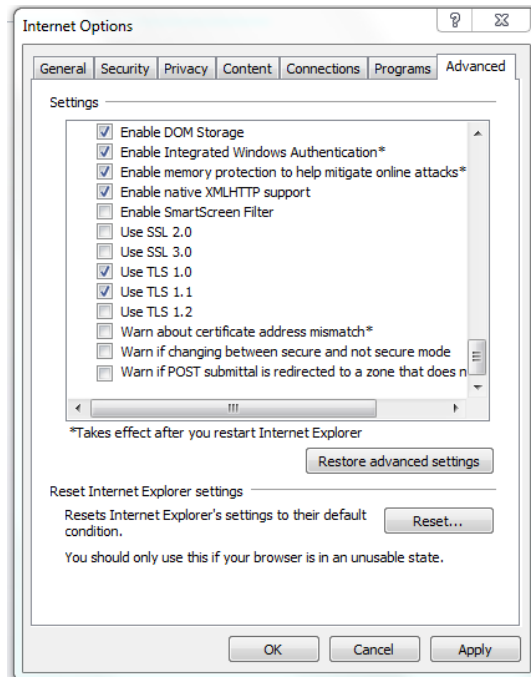 Internet Options
General Security Privacy Content Connections Programs Advanced
Settings
Enable DOM Storage
Enable Integrated Windows Authentication*
Enable memory protection to help mitigate online attacks*
Enable native XMLHTTP support
Enable SmartScreen Filter
Use SSL 2.0
Use SSL 3.0
Use TLS 1.0
Use TLS 1.1
Use TLS 1.2
Warn about certificate address mismatch*
Warn if changing between secure and not secure mode
Warn if POST submittal is redirected to a zone that does n
*Takes effect after you restart Internet Explorer
Restore advanced settings
Reset Internet Explorer settings
Resets Internet Explorer's settings to their default
condition.
Reset...
You should only use this if your browser is in an unusable state.
OK Cancel Apply